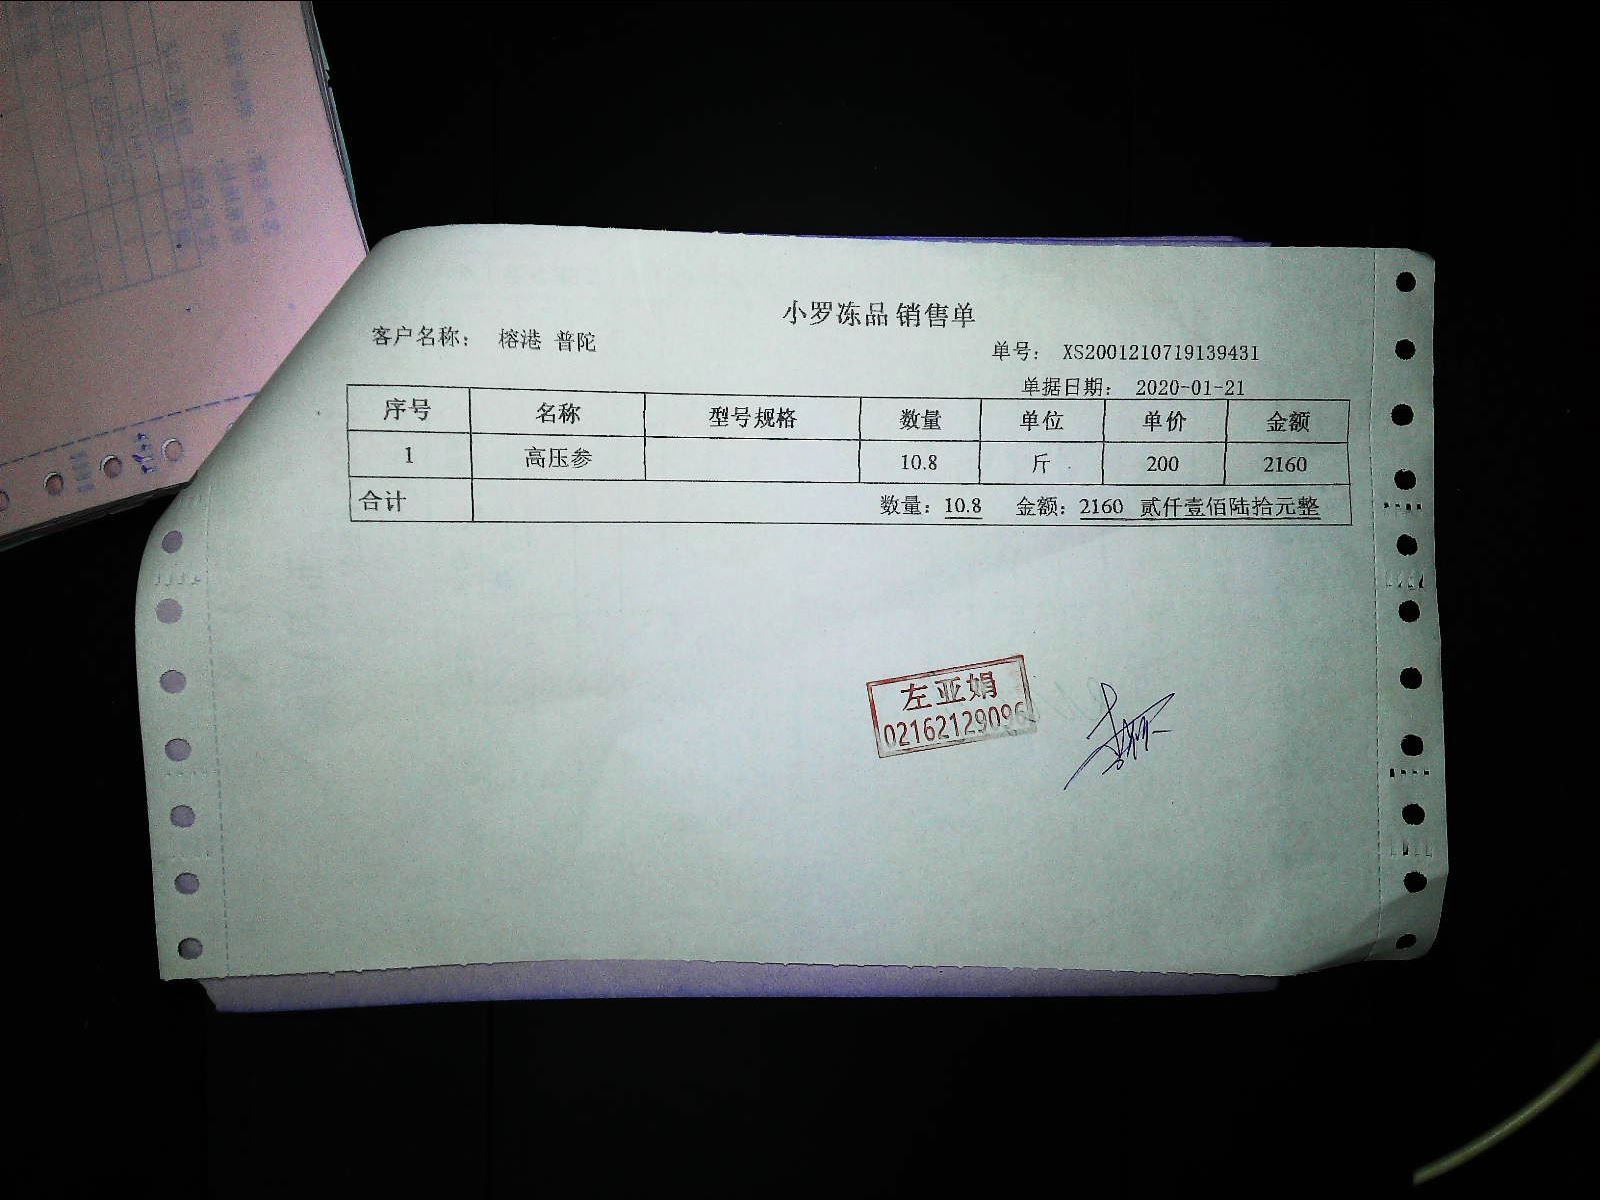 小罗冻品 销售单
客户名称： 榕港 普陀
单号： XS2001210719139431
单据日期： 2020-01-21
序号 名称 型号规格 数量 单位 单价 金额
1 高压参 10.8 斤 200 2160
合计 数量：10.8 金额：2160 贰仟壹佰陆拾元整
左亚娟
02162129096